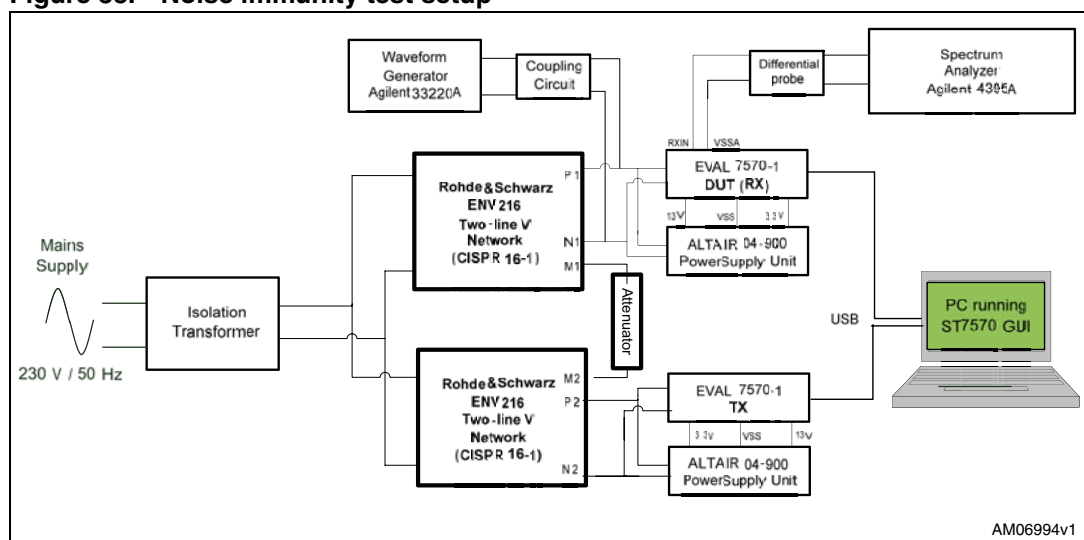 Figure 33. Noise immunity test setup
Waveform
Generator
Agilent 33220A
Coupling
Circuit
Differential
probe
Spectrum
Analyzer
Agilent 4395A
RXIN
VSSA
EVAL 7570-1
DUT (RX)
13V
VSS
3.3V
ALTAIR 04-900
PowerSupply Unit
Rohde&Schwarz
ENV 216
Two-line V
Network
(CISPR 16-1)
P1
N1
M1
Attenuator
Mains
Supply
230 V / 50 Hz
Isolation
Transformer
USB
PC running
ST7570 GUI
Rohde&Schwarz
ENV 216
Two-line V
Network
(CISPR 16-1)
M2
P2
N2
EVAL 7570-1
TX
3.3V
VSS
13V
ALTAIR 04-900
PowerSupply Unit
AM06994v1